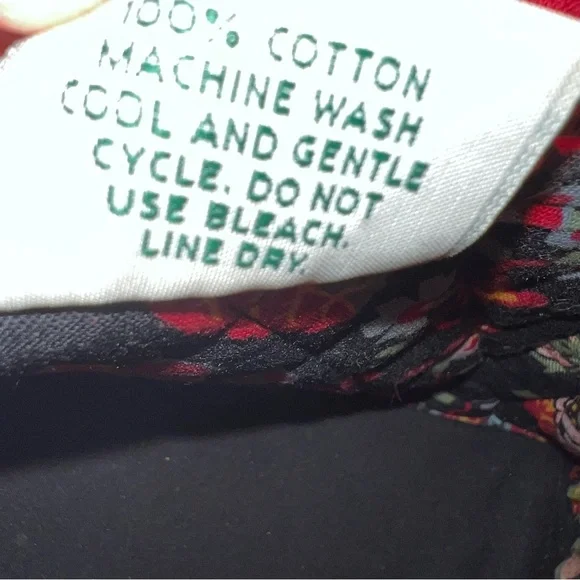 100% COTTON
MACHINE WASH
COOL AND GENTLE
CYCLE. DO NOT
USE BLEACH.
LINE DRY.